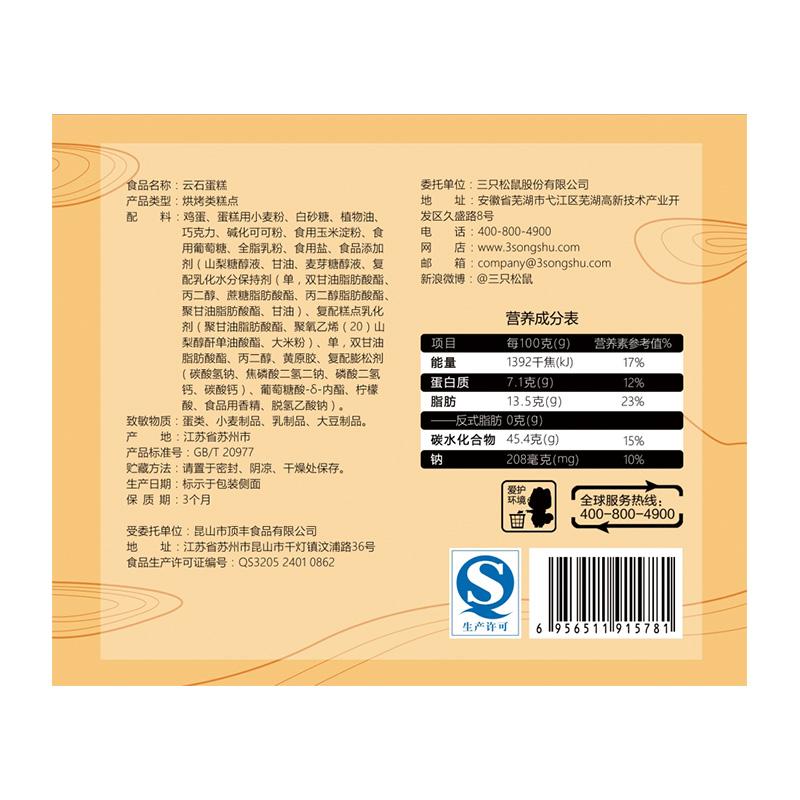 食品名称：云石蛋糕
产品类型：烘烤类糕点
配　　料：鸡蛋、蛋糕用小麦粉、白砂糖、植物油、
巧克力、碱化可可粉、食用玉米淀粉、食
用葡萄糖、全脂乳粉、食用盐、食品添加
剂（山梨糖醇液、甘油、麦芽糖醇液、复
配乳化水分保持剂（单，双甘油脂肪酸酯、
丙二醇、蔗糖脂肪酸酯、丙二醇脂肪酸酯、
聚甘油脂肪酸酯、甘油）、复配糕点乳化
剂（聚甘油脂肪酸酯、聚氧乙烯（20）山
梨醇酐单油酸酯、大米粉）、单，双甘油
脂肪酸酯、丙二醇、黄原胶、复配膨松剂
（碳酸氢钠、焦磷酸二氢二钠、磷酸二氢
钙、碳酸钙）、葡萄糖酸-δ-内酯、柠檬
酸、食品用香精、脱氢乙酸钠）。
致敏物质：蛋类、小麦制品、乳制品、大豆制品。
产　　地：江苏省苏州市
产品标准号：GB/T 20977
贮藏方法：请置于密封、阴凉、干燥处保存。
生产日期：标示于包装侧面
保 质 期：3个月
受委托单位：昆山市顶丰食品有限公司
地　　址：江苏省苏州市昆山市千灯镇汶浦路36号
食品生产许可证编号：QS3205 2401 0862
委托单位：三只松鼠股份有限公司
地　　址：安徽省芜湖市弋江区芜湖高新技术产业开
发区久盛路8号
电　　话：400-800-4900
网　　店：www.3songshu.com
邮　　箱：company@3songshu.com
新浪微博：@三只松鼠
营养成分表
项目 每100克(g) 营养素参考值%
能量 1392千焦(kJ) 17%
蛋白质 7.1克(g) 12%
脂肪 13.5克(g) 23%
——反式脂肪 0克(g)
碳水化合物 45.4克(g) 15%
钠 208毫克(mg) 10%
爱护
环境
全球服务热线：
400-800-4900
QS
生产许可
6 956511 915781